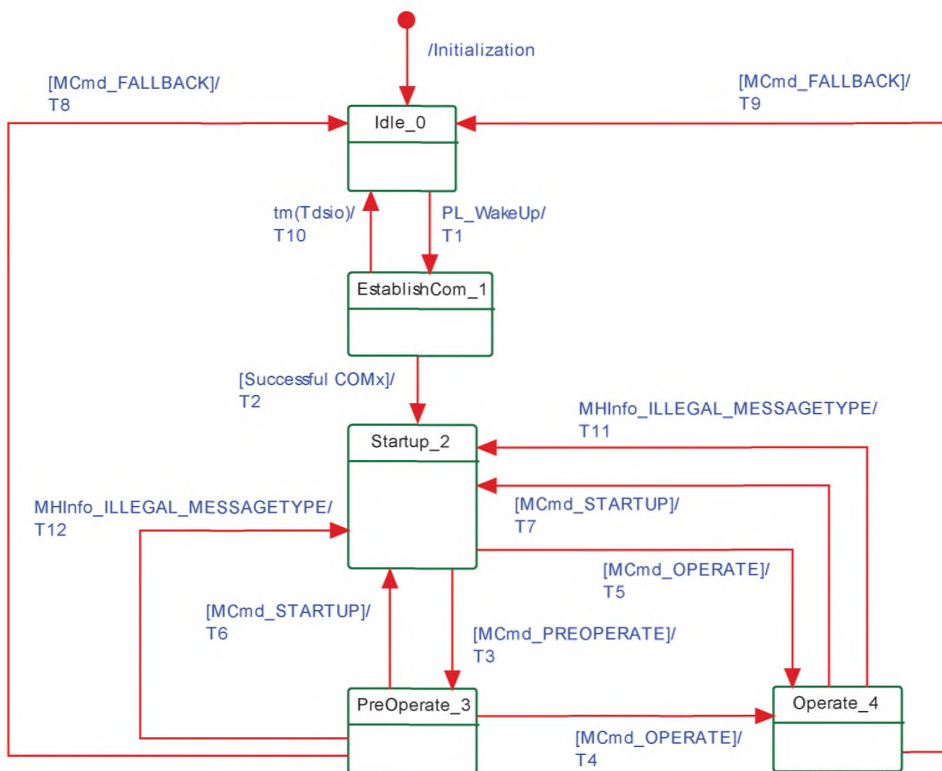 /Initialization
[MCmd_FALLBACK]/
T8
[MCmd_FALLBACK]/
T9
Idle_0
tm(Tdsio)/
T10
PL_WakeUp/
T1
EstablishCom_1
[Successful COMx]/
T2
MHInfo_ILLEGAL_MESSAGETYPE/
T11
Startup_2
MHInfo_ILLEGAL_MESSAGETYPE/
T12
[MCmd_STARTUP]/
T7
[MCmd_OPERATE]/
T5
[MCmd_STARTUP]/
T6
[MCmd_PREOPERATE]/
T3
PreOperate_3
Operate_4
[MCmd_OPERATE]/
T4